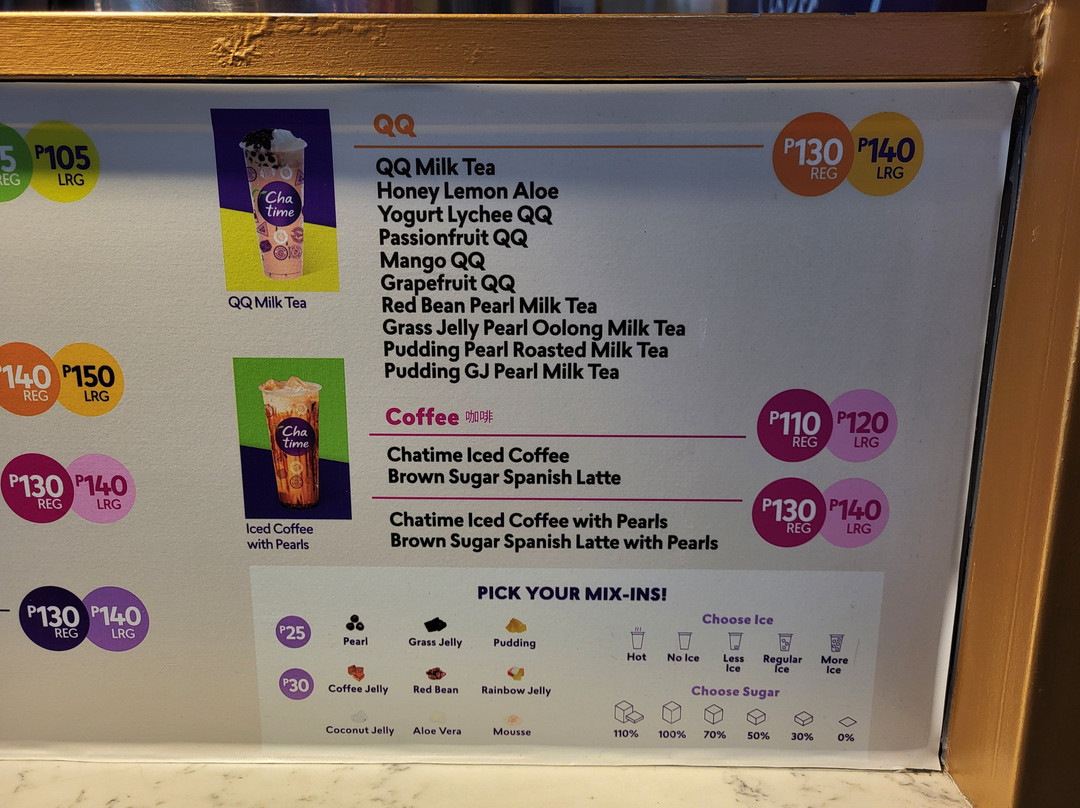 5 REG
₱105 LRG
140 REG
₱150 LRG
₱130 REG
₱140 LRG
₱130 REG
₱140 LRG
Cha
time
QQ Milk Tea
Cha
time
Iced Coffee
with Pearls
QQ
₱130 REG
₱140 LRG
QQ Milk Tea
Honey Lemon Aloe
Yogurt Lychee QQ
Passionfruit QQ
Mango QQ
Grapefruit QQ
Red Bean Pearl Milk Tea
Grass Jelly Pearl Oolong Milk Tea
Pudding Pearl Roasted Milk Tea
Pudding GJ Pearl Milk Tea
Coffee 咖啡
₱110 REG
₱120 LRG
Chatime Iced Coffee
Brown Sugar Spanish Latte
₱130 REG
₱140 LRG
Chatime Iced Coffee with Pearls
Brown Sugar Spanish Latte with Pearls
PICK YOUR MIX-INS!
₱25
Pearl Grass Jelly Pudding
₱30
Coffee Jelly Red Bean Rainbow Jelly
Coconut Jelly Aloe Vera Mousse
Choose Ice
Hot No Ice Less Ice Regular Ice More Ice
Choose Sugar
110% 100% 70% 50% 30% 0%